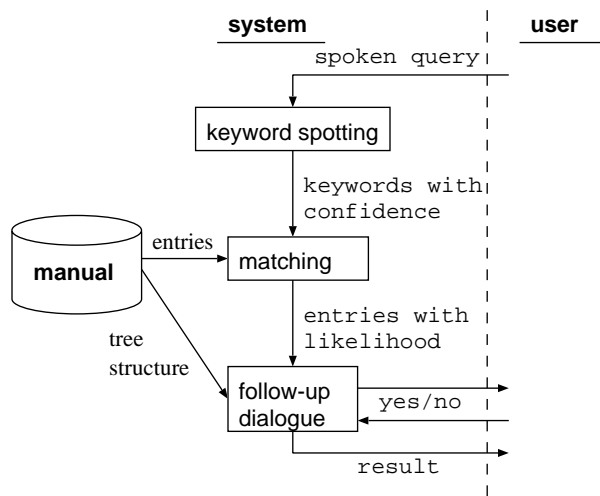 system
user
spoken query
keyword spotting
keywords with
confidence
entries
manual
matching
entries with
likelihood
tree
structure
follow-up
dialogue
yes/no
result